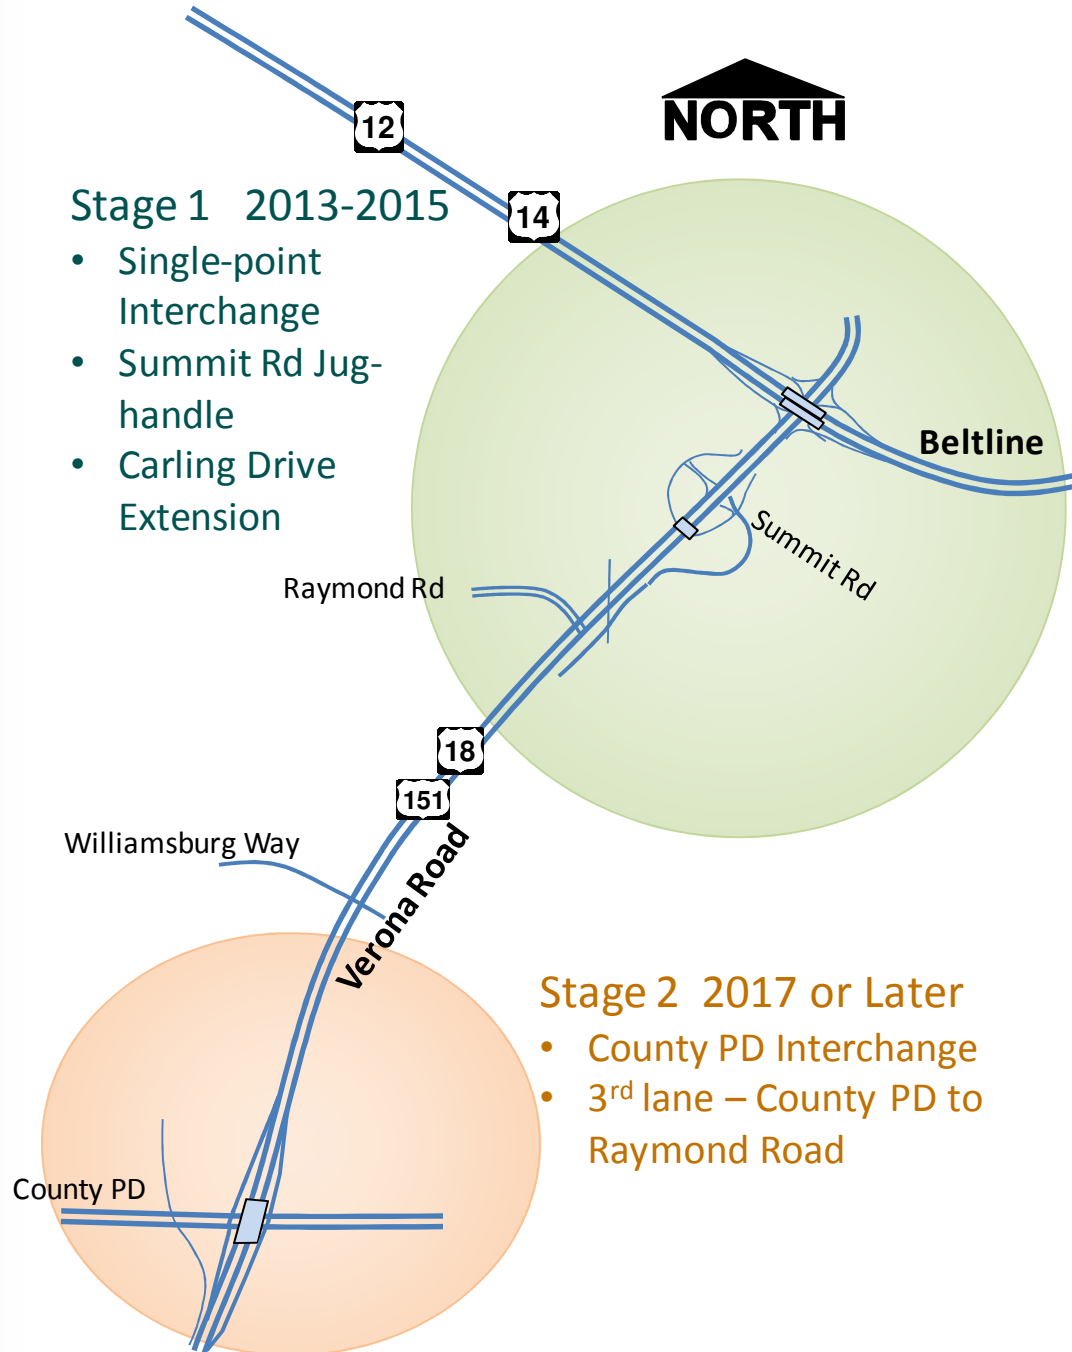 12
NORTH
Stage 1 2013-2015
14
• Single-point
Interchange
• Summit Rd Jug-
handle
• Carling Drive
Extension
Beltline
Summit Rd
Raymond Rd
18
151
Williamsburg Way
Verona Road
Stage 2 2017 or Later
• County PD Interchange
• 3rd lane – County PD to
Raymond Road
County PD